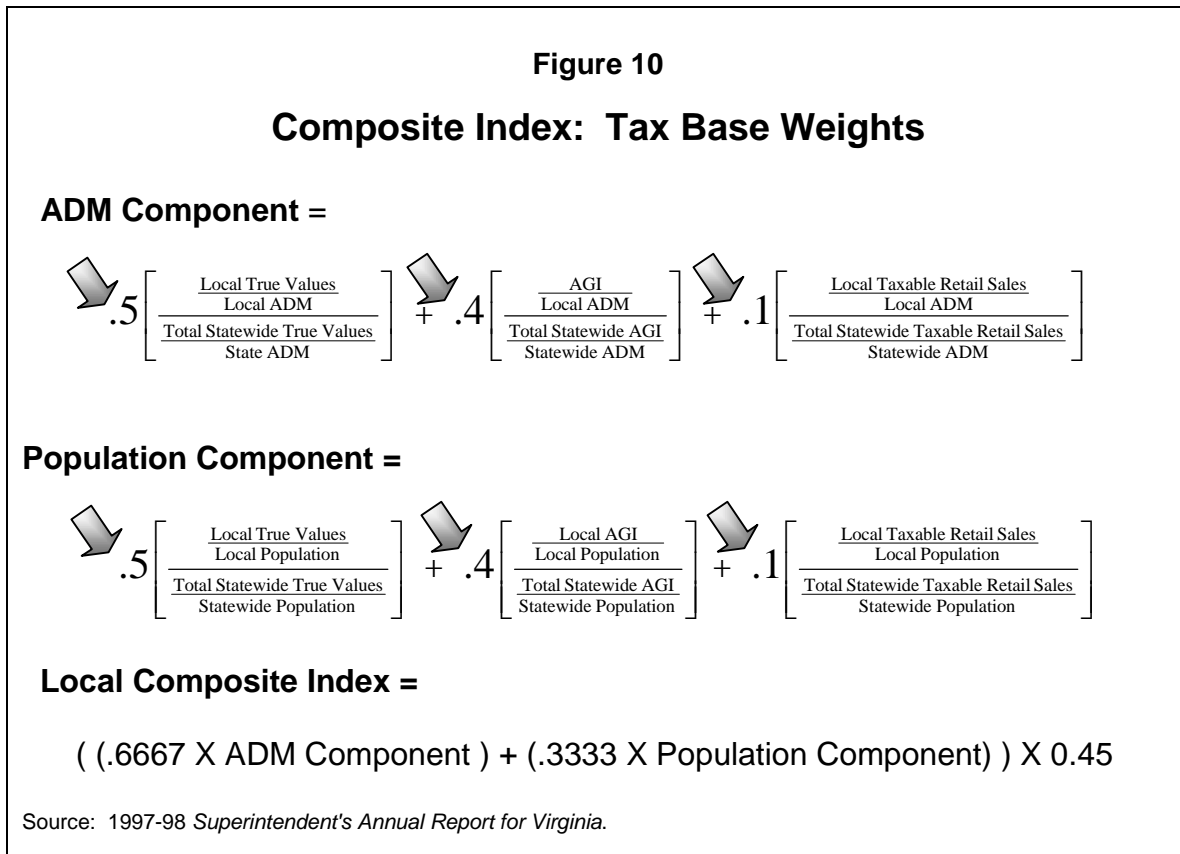 Figure 10
Composite Index: Tax Base Weights
ADM Component =
.5 [ Local True Values / Local ADM / Total Statewide True Values / State ADM ] + .4 [ AGI / Local ADM / Total Statewide AGI / Statewide ADM ] + .1 [ Local Taxable Retail Sales / Local ADM / Total Statewide Taxable Retail Sales / Statewide ADM ]
Population Component =
.5 [ Local True Values / Local Population / Total Statewide True Values / Statewide Population ] + .4 [ Local AGI / Local Population / Total Statewide AGI / Statewide Population ] + .1 [ Local Taxable Retail Sales / Local Population / Total Statewide Taxable Retail Sales / Statewide Population ]
Local Composite Index =
( (.6667 X ADM Component ) + (.3333 X Population Component) ) X 0.45
Source: 1997-98 Superintendent's Annual Report for Virginia.